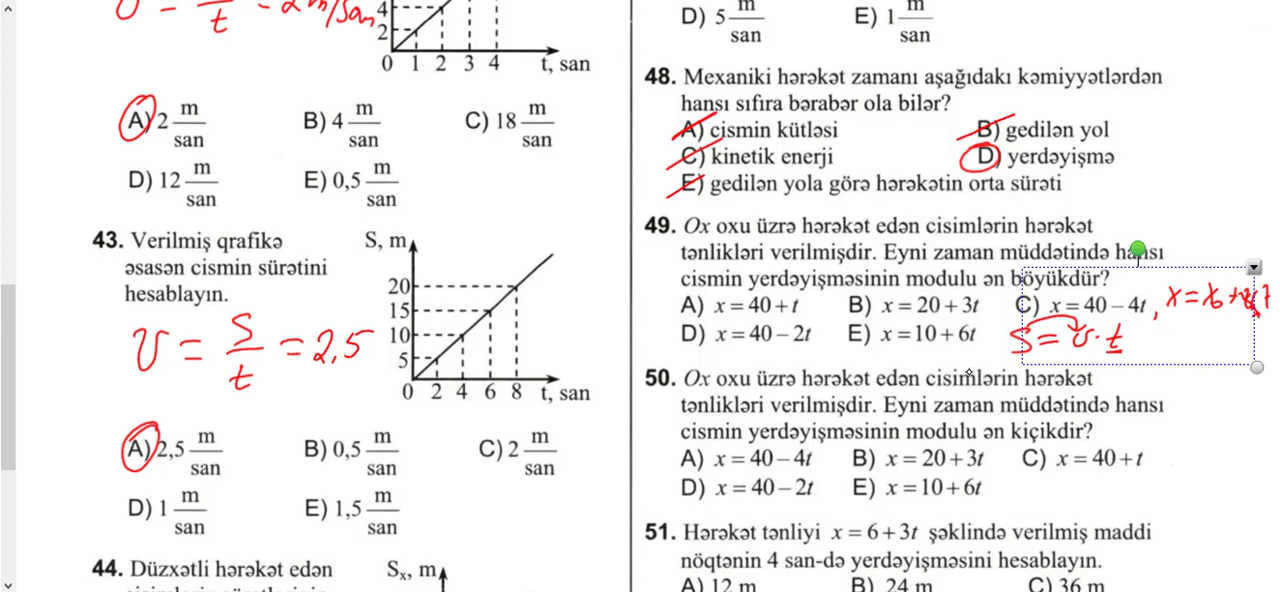 t = 2 m/san
4
2
0 1 2 3 4 t, san
A) 2 m/san B) 4 m/san C) 18 m/san
D) 12 m/san E) 0,5 m/san
43. Verilmiş qrafikə
əsasən cismin sürətini
hesablayın.
S, m
20
15
10
5
0 2 4 6 8 t, san
υ = S/t = 2,5
A) 2,5 m/san B) 0,5 m/san C) 2 m/san
D) 1 m/san E) 1,5 m/san
44. Düzxətli hərəkət edən
Sₓ, m
D) 5 m/san E) 1 m/san
48. Mexaniki hərəkət zamanı aşağıdakı kəmiyyətlərdən
hansı sıfıra bərabər ola bilər?
A) cismin kütləsi B) gedilən yol
C) kinetik enerji D) yerdəyişmə
E) gedilən yola görə hərəkətin orta sürəti
49. Ox oxu üzrə hərəkət edən cisimlərin hərəkət
tənlikləri verilmişdir. Eyni zaman müddətində hansı
cismin yerdəyişməsinin modulu ən böyükdür?
A) x = 40 + t B) x = 20 + 3t C) x = 40 – 4t
D) x = 40 – 2t E) x = 10 + 6t
S = υ · t
50. Ox oxu üzrə hərəkət edən cisimlərin hərəkət
tənlikləri verilmişdir. Eyni zaman müddətində hansı
cismin yerdəyişməsinin modulu ən kiçikdir?
A) x = 40 – 4t B) x = 20 + 3t C) x = 40 + t
D) x = 40 – 2t E) x = 10 + 6t
51. Hərəkət tənliyi x = 6 + 3t şəklində verilmiş maddi
nöqtənin 4 san-də yerdəyişməsini hesablayın.
A) 12 m B) 24 m C) 36 m